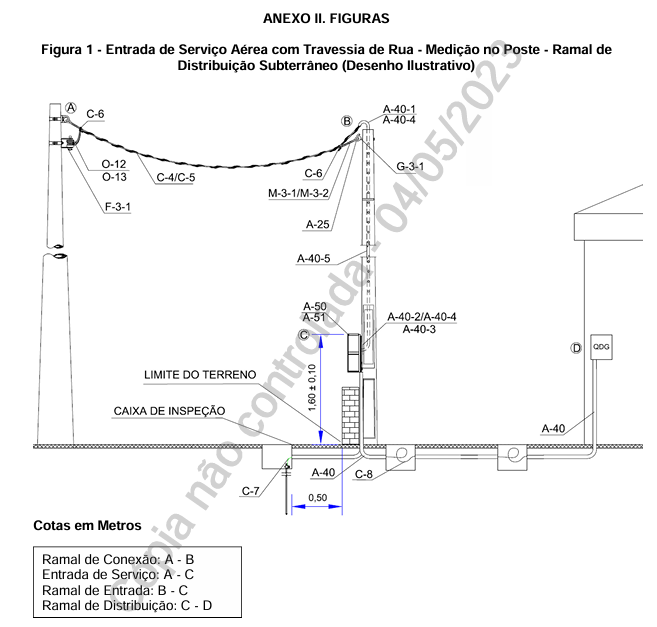 ANEXO II. FIGURAS
Figura 1 - Entrada de Serviço Aérea com Travessia de Rua - Medição no Poste - Ramal de
Distribuição Subterrâneo (Desenho Ilustrativo)
A
C-6
B
A-40-1
A-40-4
O-12
O-13
C-4/C-5
C-6
G-3-1
M-3-1/M-3-2
F-3-1
A-25
A-40-5
A-50
A-51
A-40-2/A-40-4
A-40-3
C
D
QDG
LIMITE DO TERRENO
1,60 ± 0,10
CAIXA DE INSPEÇÃO
A-40
A-40
C-8
C-7
0,50
Cotas em Metros
Ramal de Conexão: A - B
Entrada de Serviço: A - C
Ramal de Entrada: B - C
Ramal de Distribuição: C - D
Cópia não controlada - 04/05/2023